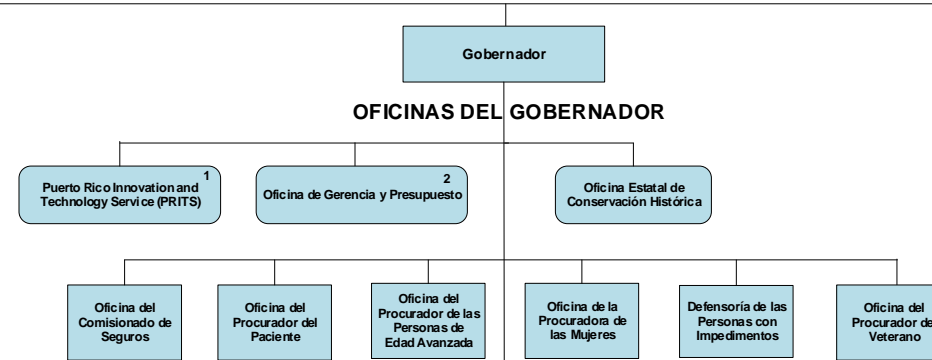 Gobernador
OFICINAS DEL GOBERNADOR
1
Puerto Rico Innovation and
Technology Service (PRITS)
2
Oficina de Gerencia y Presupuesto
Oficina Estatal de
Conservación Histórica
Oficina del
Comisionado de
Seguros
Oficina del
Procurador del
Paciente
Oficina del
Procurador de las
Personas de
Edad Avanzada
Oficina de la
Procuradora de
las Mujeres
Defensoría de las
Personas con
Impedimentos
Oficina del
Procurador de
Veterano